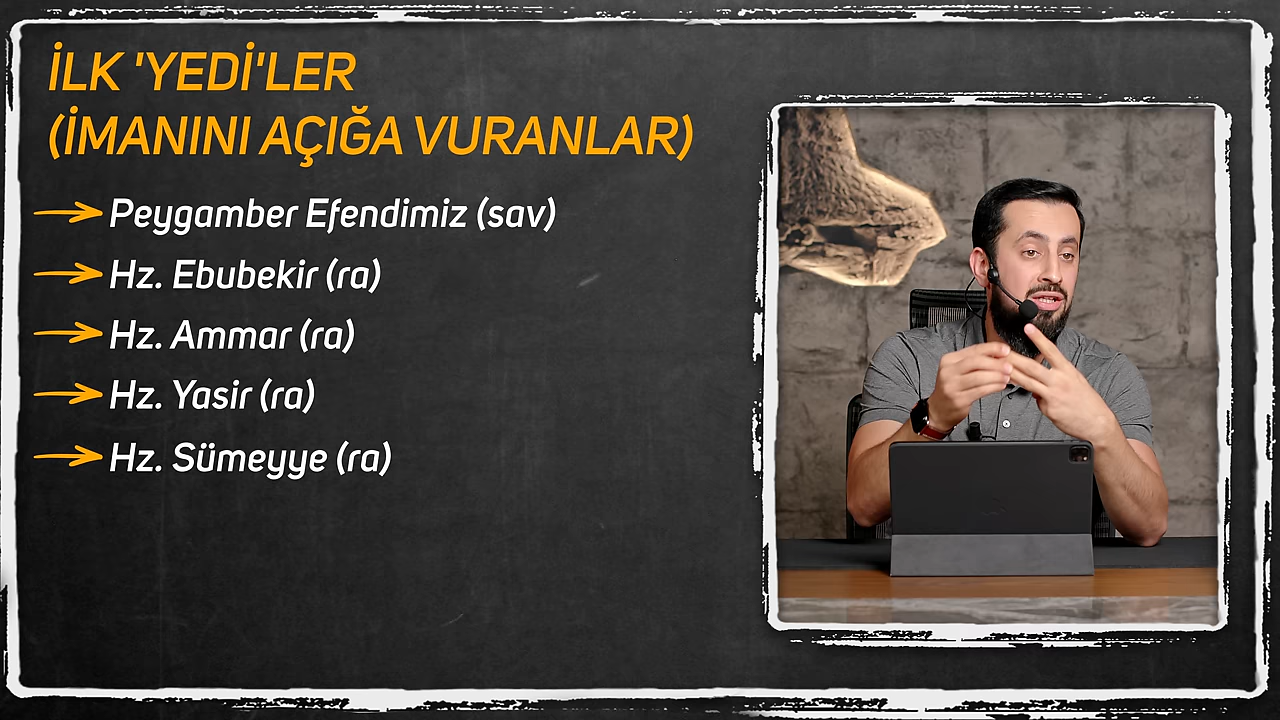 İLK 'YEDİ'LER
(İMANINI AÇIĞA VURANLAR)
Peygamber Efendimiz (sav)
Hz. Ebubekir (ra)
Hz. Ammar (ra)
Hz. Yasir (ra)
Hz. Sümeyye (ra)